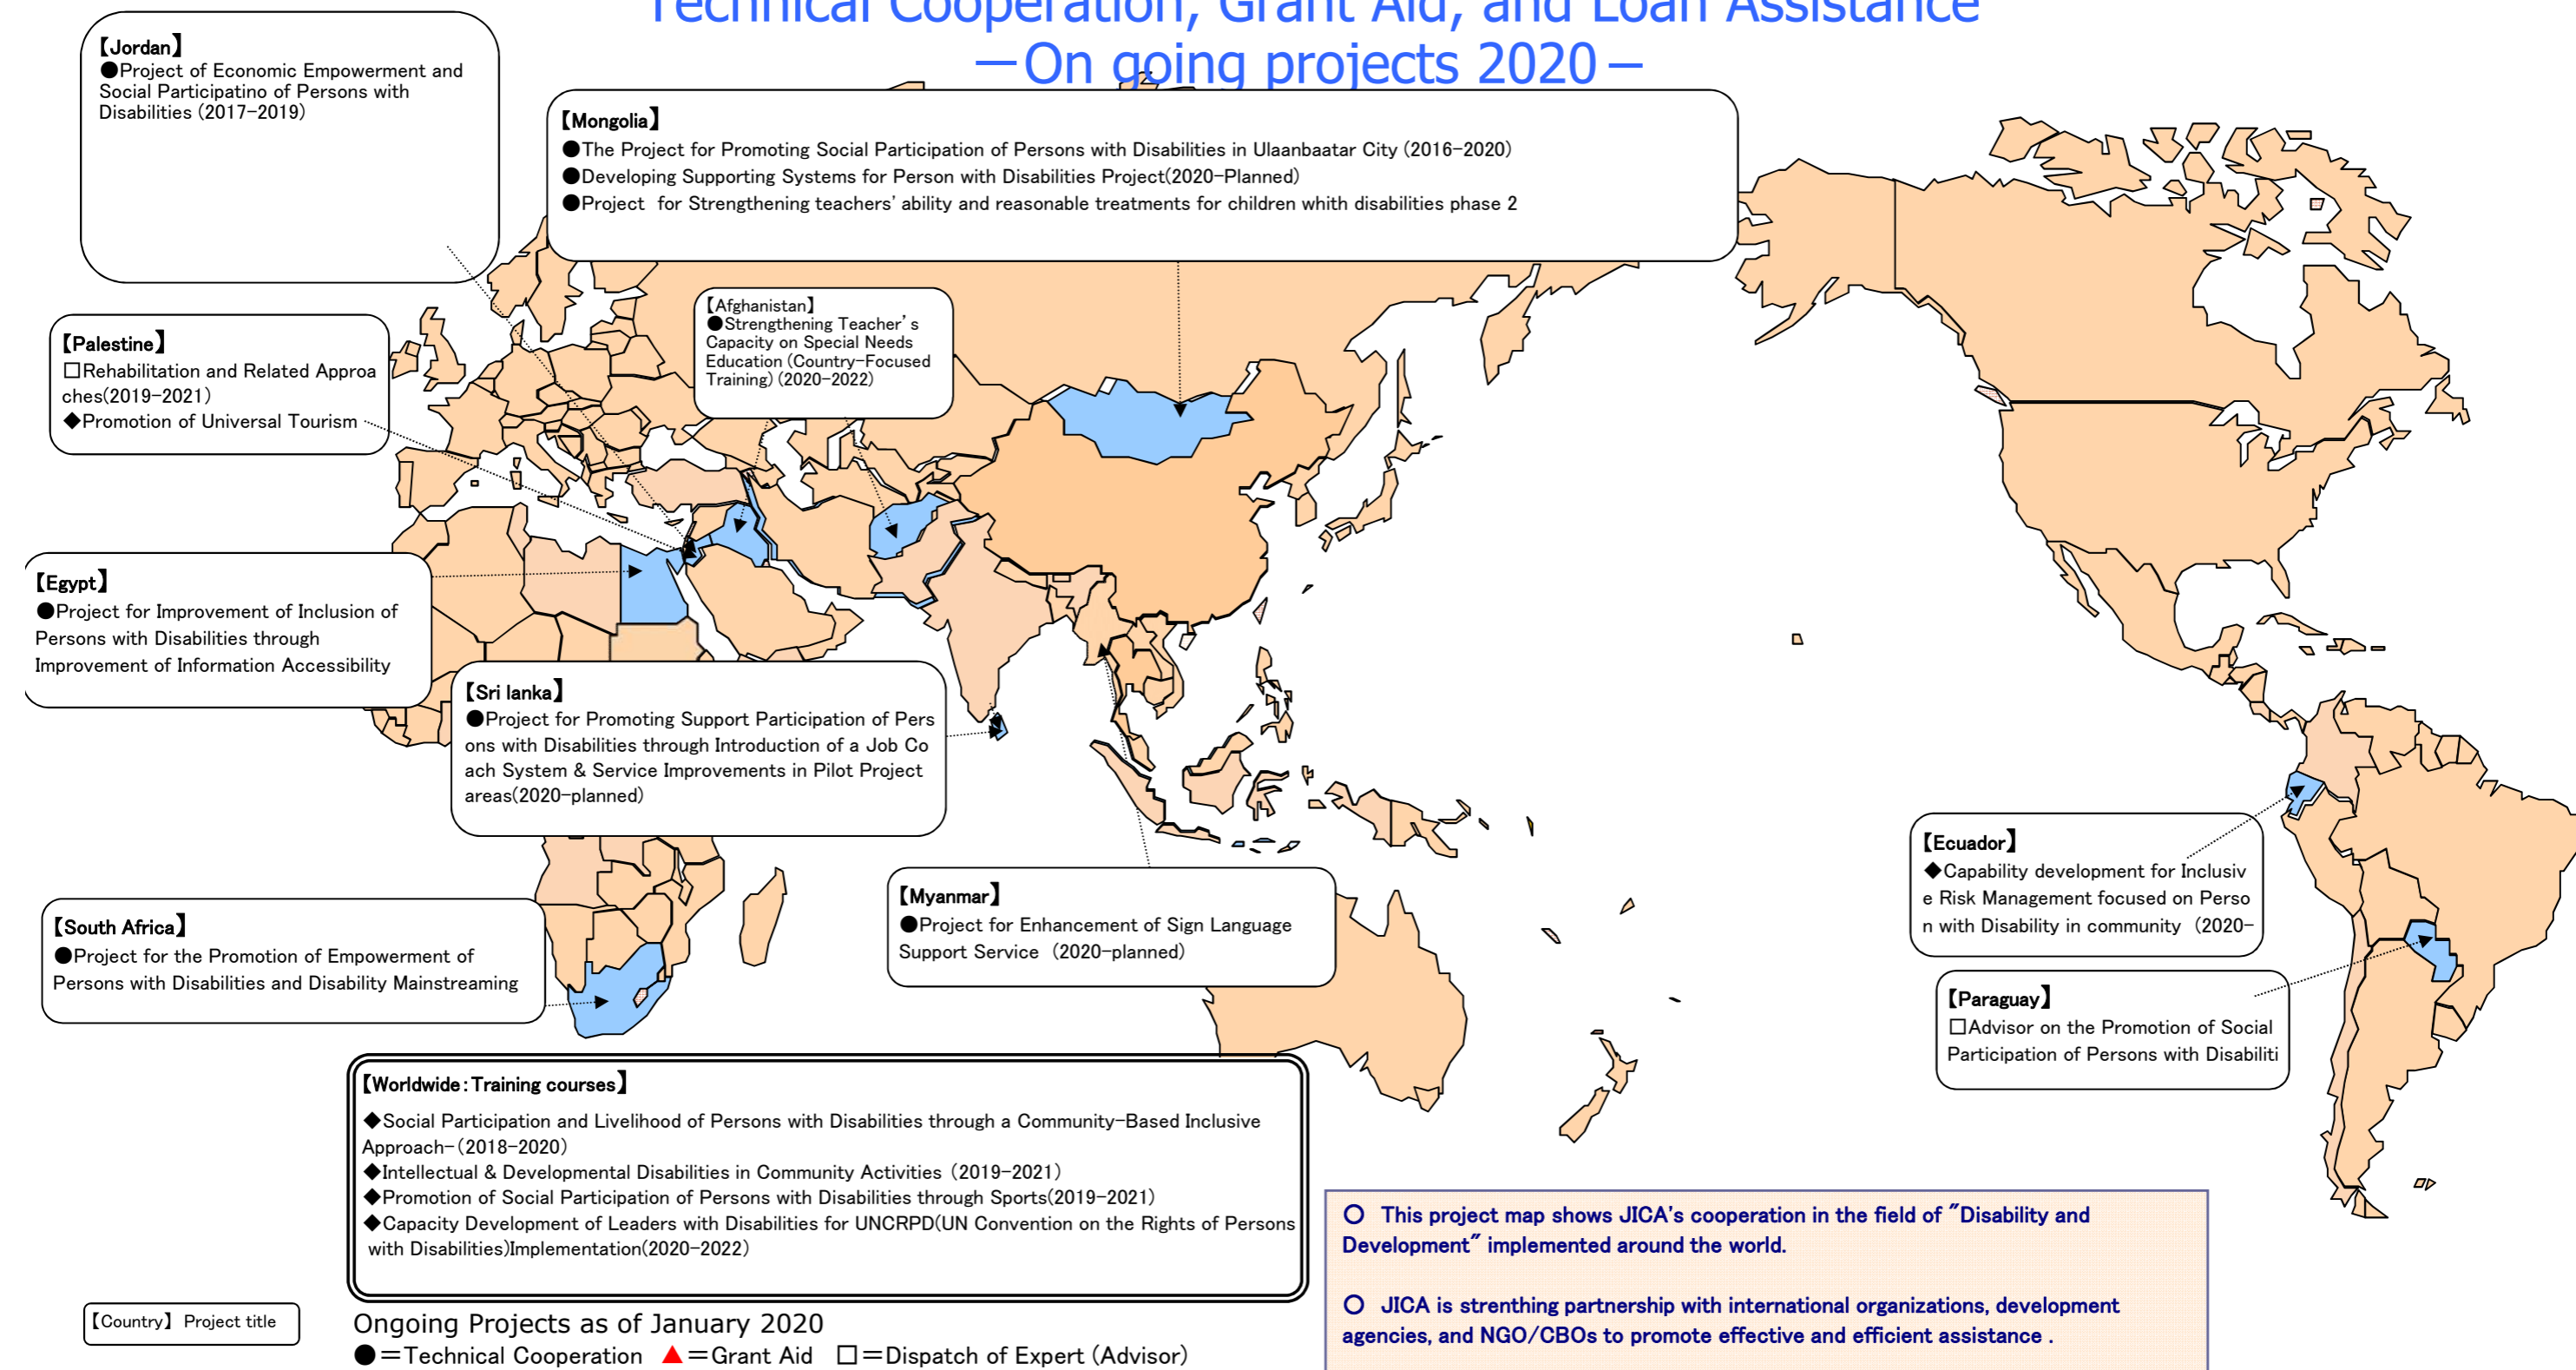 Technical Cooperation, Grant Aid, and Loan Assistance
－On going projects 2020－
【Jordan】
●Project of Economic Empowerment and
Social Participatino of Persons with
Disabilities (2017-2019)
【Mongolia】
●The Project for Promoting Social Participation of Persons with Disabilities in Ulaanbaatar City (2016-2020)
●Developing Supporting Systems for Person with Disabilities Project(2020-Planned)
●Project for Strengthening teachers' ability and reasonable treatments for children whith disabilities phase 2
【Afghanistan】
●Strengthening Teacher's
Capacity on Special Needs
Education (Country-Focused
Training) (2020-2022)
【Palestine】
□Rehabilitation and Related Approa
ches(2019-2021)
◆Promotion of Universal Tourism
【Egypt】
●Project for Improvement of Inclusion of
Persons with Disabilities through
Improvement of Information Accessibility
【Sri lanka】
●Project for Promoting Support Participation of Pers
ons with Disabilities through Introduction of a Job Co
ach System & Service Improvements in Pilot Project
areas(2020-planned)
【South Africa】
●Project for the Promotion of Empowerment of
Persons with Disabilities and Disability Mainstreaming
【Myanmar】
●Project for Enhancement of Sign Language
Support Service (2020-planned)
【Ecuador】
◆Capability development for Inclusiv
e Risk Management focused on Perso
n with Disability in community (2020-
【Paraguay】
□Advisor on the Promotion of Social
Participation of Persons with Disabiliti
【Worldwide：Training courses】
◆Social Participation and Livelihood of Persons with Disabilities through a Community-Based Inclusive
Approach-(2018-2020)
◆Intellectual & Developmental Disabilities in Community Activities (2019-2021)
◆Promotion of Social Participation of Persons with Disabilities through Sports(2019-2021)
◆Capacity Development of Leaders with Disabilities for UNCRPD(UN Convention on the Rights of Persons
with Disabilities)Implementation(2020-2022)
○ This project map shows JICA's cooperation in the field of "Disability and
Development" implemented around the world.
○ JICA is strenthing partnership with international organizations, development
agencies, and NGO/CBOs to promote effective and efficient assistance .
【Country】 Project title
Ongoing Projects as of January 2020
●＝Technical Cooperation ▲＝Grant Aid □＝Dispatch of Expert (Advisor)